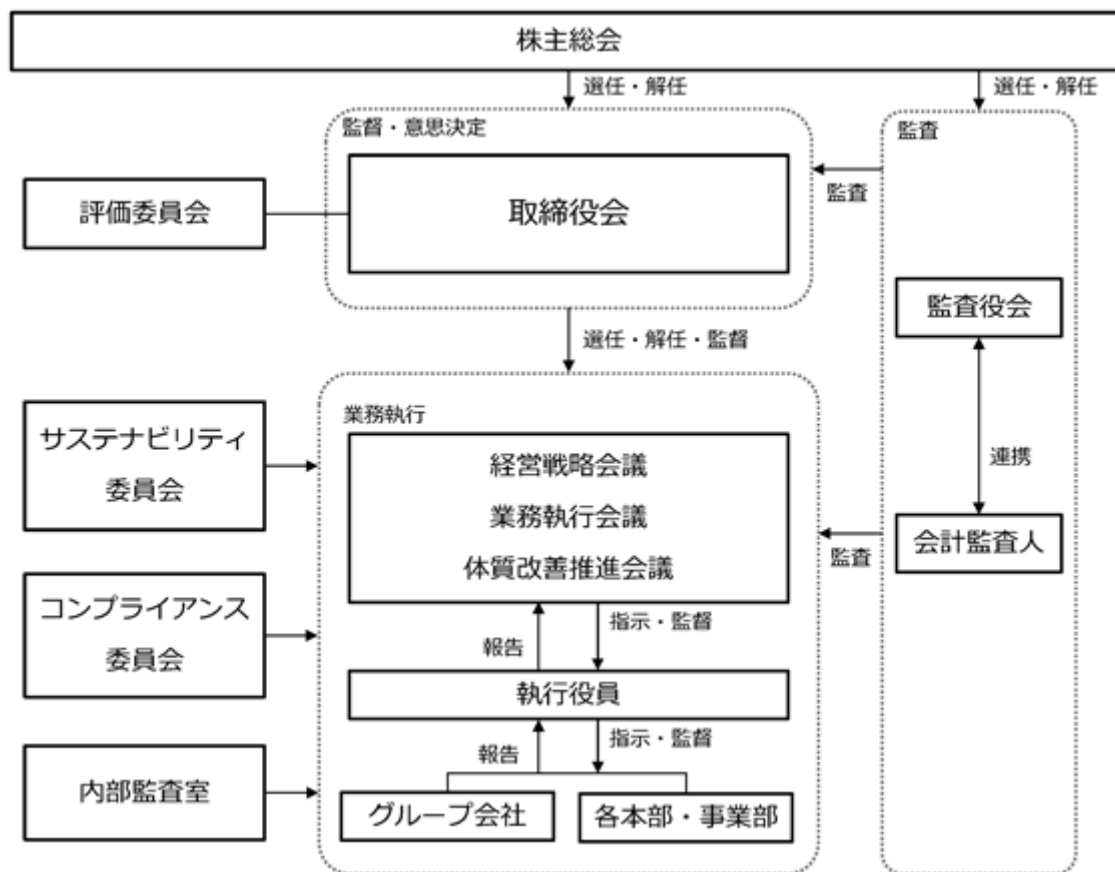 株主総会
選任・解任
選任・解任
監督・意思決定
監査
取締役会
監査
評価委員会
監査役会
選任・解任・監督
業務執行
サステナビリティ
委員会
経営戦略会議
業務執行会議
体質改善推進会議
連携
監査
会計監査人
コンプライアンス
委員会
報告
指示・監督
執行役員
報告
指示・監督
内部監査室
グループ会社
各本部・事業部